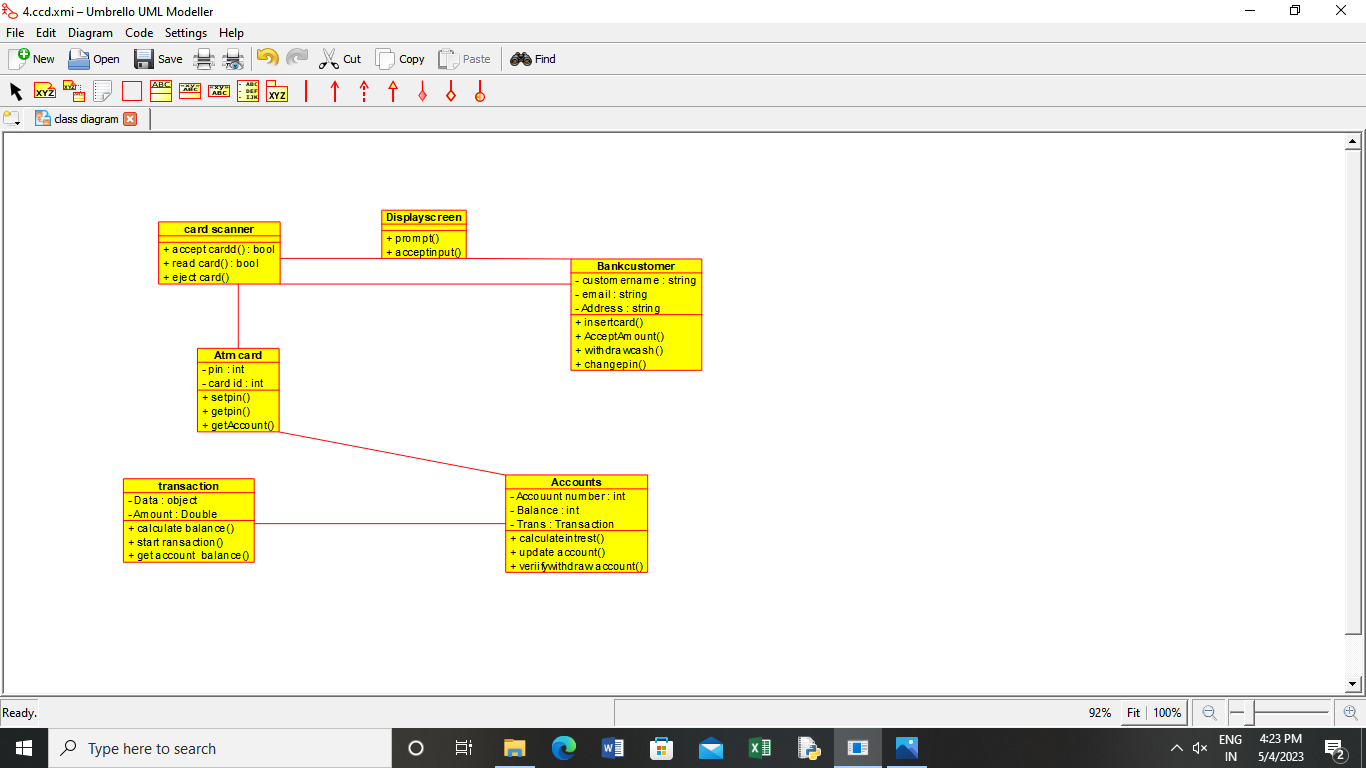 4.ccd.xmi – Umbrello UML Modeller
File Edit Diagram Code Settings Help
New Open Save Cut Copy Paste Find
class diagram
Displayscreen
+ prompt()
+ acceptinput()
card scanner
+ accept cardd() : bool
+ read card() : bool
+ eject card()
Bankcustomer
- customername : string
- email : string
- Address : string
+ insertcard()
+ AcceptAmount()
+ withdrawcash()
+ changepin()
Atm card
- pin : int
- card id : int
+ setpin()
+ getpin()
+ getAccount()
transaction
- Data : object
- Amount : Double
+ calculate balance()
+ start ransaction()
+ get account balance()
Accounts
- Accouunt number : int
- Balance : int
- Trans : Transaction
+ calculateintrest()
+ update account()
+ veriifywithdraw account()
Ready.
92% Fit 100%
Type here to search
ENG
IN
4:23 PM
5/4/2023
2